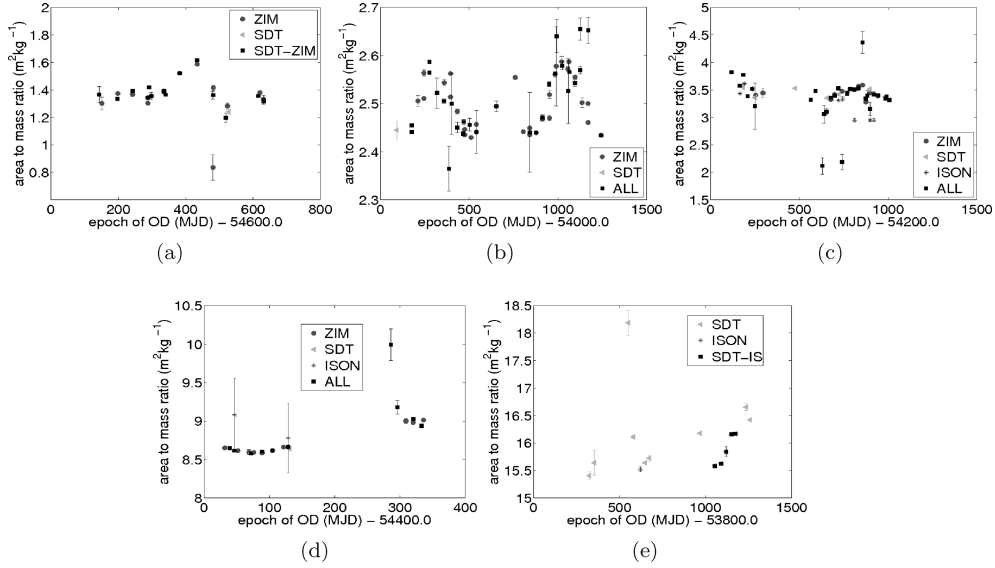 area to mass ratio (m²kg⁻¹)
2
1.8
1.6
1.4
1.2
1
0.8
0
200
400
600
800
epoch of OD (MJD) − 54600.0
ZIM
SDT
SDT−ZIM
(a)
area to mass ratio (m²kg⁻¹)
2.7
2.6
2.5
2.4
2.3
0
500
1000
1500
epoch of OD (MJD) − 54000.0
ZIM
SDT
ALL
(b)
area to mass ratio (m²kg⁻¹)
5
4.5
4
3.5
3
2.5
2
1.5
0
500
1000
1500
epoch of OD (MJD) − 54200.0
ZIM
SDT
ISON
ALL
(c)
area to mass ratio (m²kg⁻¹)
10.5
10
9.5
9
8.5
8
0
100
200
300
400
epoch of OD (MJD) − 54400.0
ZIM
SDT
ISON
ALL
(d)
area to mass ratio (m²kg⁻¹)
18.5
18
17.5
17
16.5
16
15.5
15
0
500
1000
1500
epoch of OD (MJD) − 53800.0
SDT
ISON
SDT−IS
(e)